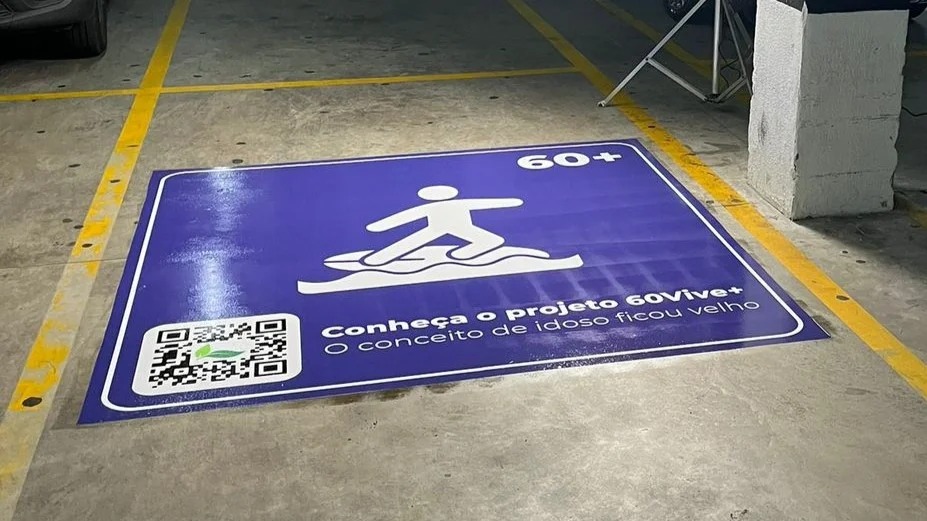 60+
Conheça o projeto 60Vive+
O conceito de idoso ficou velho